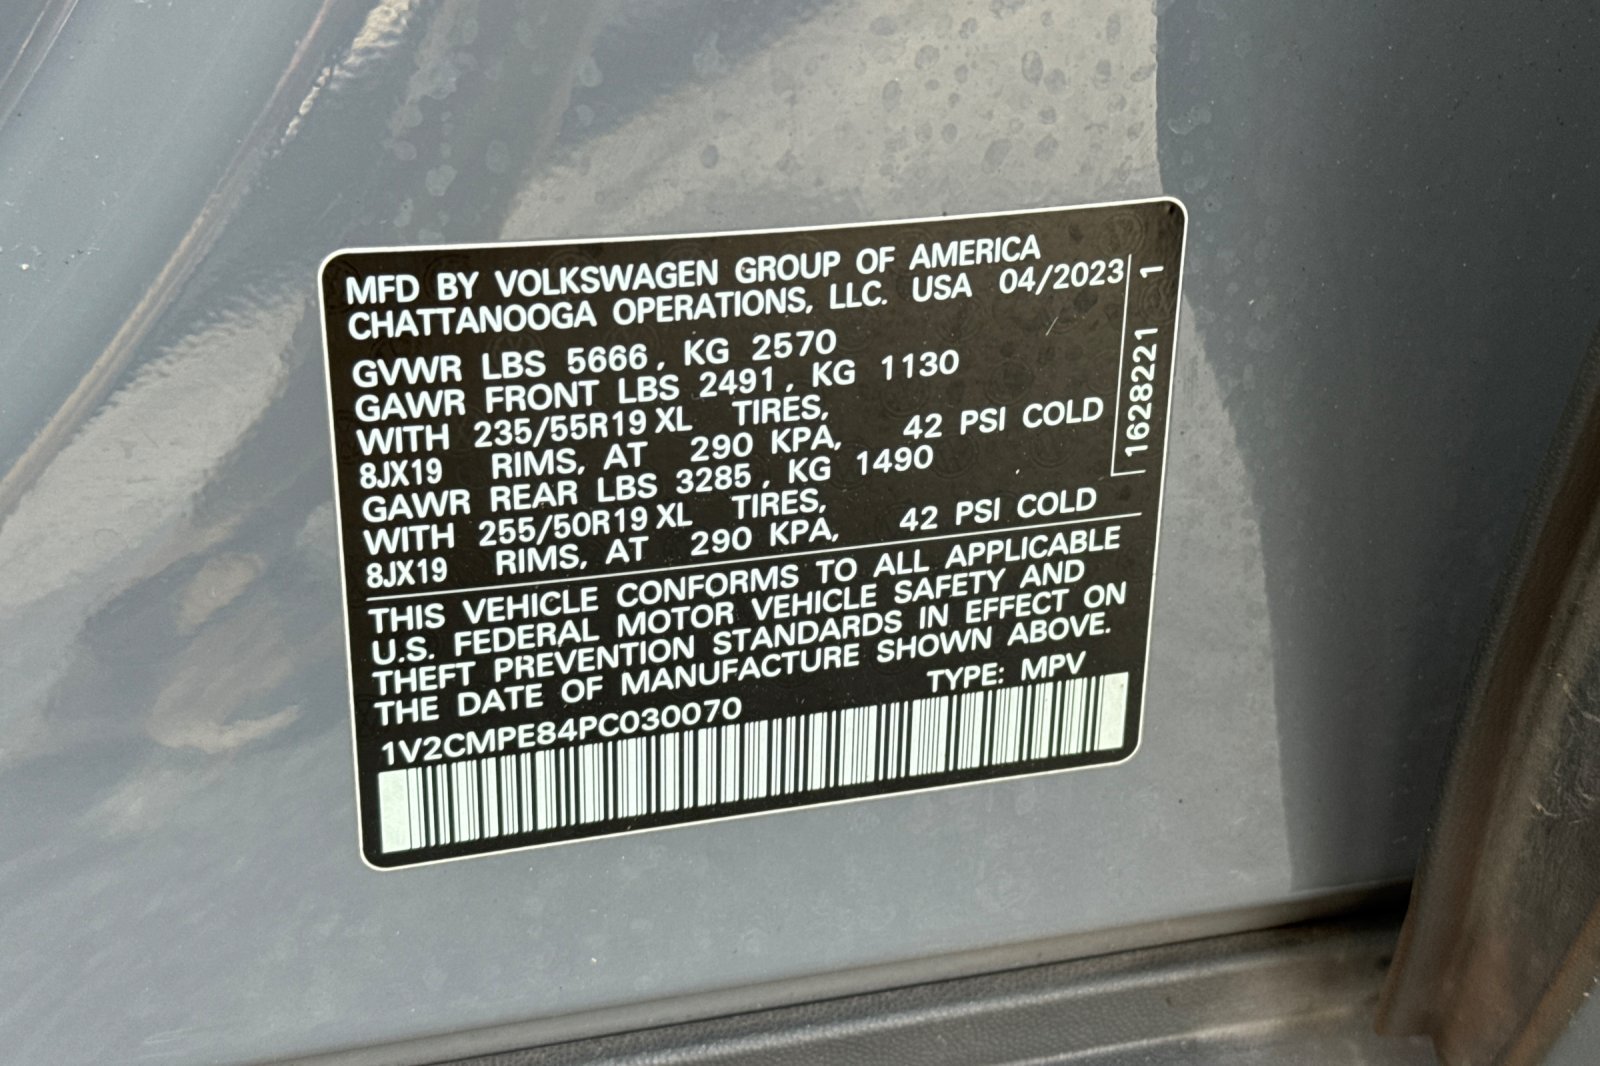 MFD BY VOLKSWAGEN GROUP OF AMERICA
CHATTANOOGA OPERATIONS, LLC. USA 04/2023
GVWR LBS 5666, KG 2570
GAWR FRONT LBS 2491, KG 1130
WITH 235/55R19 XL TIRES,
8JX19 RIMS, AT 290 KPA, 42 PSI COLD
GAWR REAR LBS 3285, KG 1490
WITH 255/50R19 XL TIRES,
8JX19 RIMS, AT 290 KPA, 42 PSI COLD
THIS VEHICLE CONFORMS TO ALL APPLICABLE
U.S. FEDERAL MOTOR VEHICLE SAFETY AND
THEFT PREVENTION STANDARDS IN EFFECT ON
THE DATE OF MANUFACTURE SHOWN ABOVE.
1V2CMPE84PC030070 TYPE: MPV
1628221 1